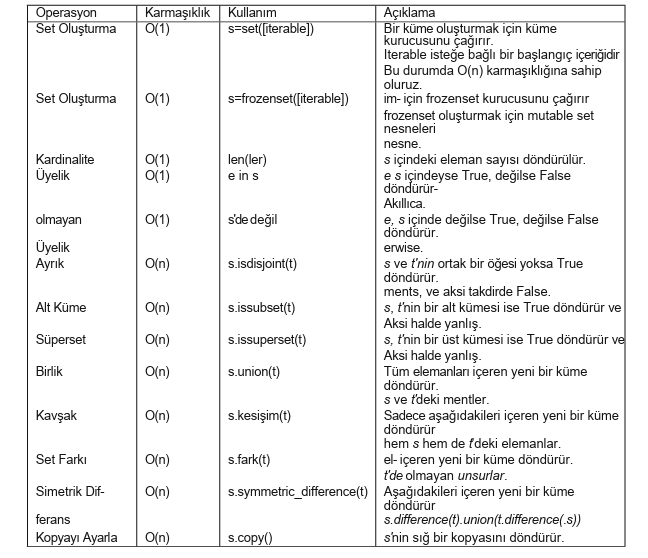 Operasyon Karmaşıklık Kullanım Açıklama
Set Oluşturma O(1) s=set([iterable]) Bir küme oluşturmak için küme
kurucusunu çağırır.
Iterable isteğe bağlı bir başlangıç içeriğidir
Bu durumda O(n) karmaşıklığına sahip
oluruz.
Set Oluşturma O(1) s=frozenset([iterable]) im- için frozenset kurucusunu çağırır
frozenset oluşturmak için mutable set
nesneleri
nesne.
Kardinalite O(1) len(ler) s içindeki eleman sayısı döndürülür.
Üyelik O(1) e in s e s içindeyse True, değilse False
döndürür-
Akıllıca.
olmayan O(1) s'de değil e, s içinde değilse True, değilse False
döndürür.
Üyelik erwise.
Ayrık O(n) s.isdisjoint(t) s ve t'nin ortak bir öğesi yoksa True
döndürür.
ments, ve aksi takdirde False.
Alt Küme O(n) s.issubset(t) s, t'nin bir alt kümesi ise True döndürür ve
Aksi halde yanlış.
Süperset O(n) s.issuperset(t) s, t'nin bir üst kümesi ise True döndürür ve
Aksi halde yanlış.
Birlik O(n) s.union(t) Tüm elemanları içeren yeni bir küme
döndürür.
s ve t'deki mentler.
Kavşak O(n) s.kesişim(t) Sadece aşağıdakileri içeren yeni bir küme
döndürür
hem s hem de t'deki elemanlar.
Set Farkı O(n) s.fark(t) el- içeren yeni bir küme döndürür.
t'de olmayan unsurlar.
Simetrik Dif- O(n) s.symmetric_difference(t) Aşağıdakileri içeren yeni bir küme
döndürür
ferans s.difference(t).union(t.difference(.s))
Kopyayı Ayarla O(n) s.copy() s'nin sığ bir kopyasını döndürür.